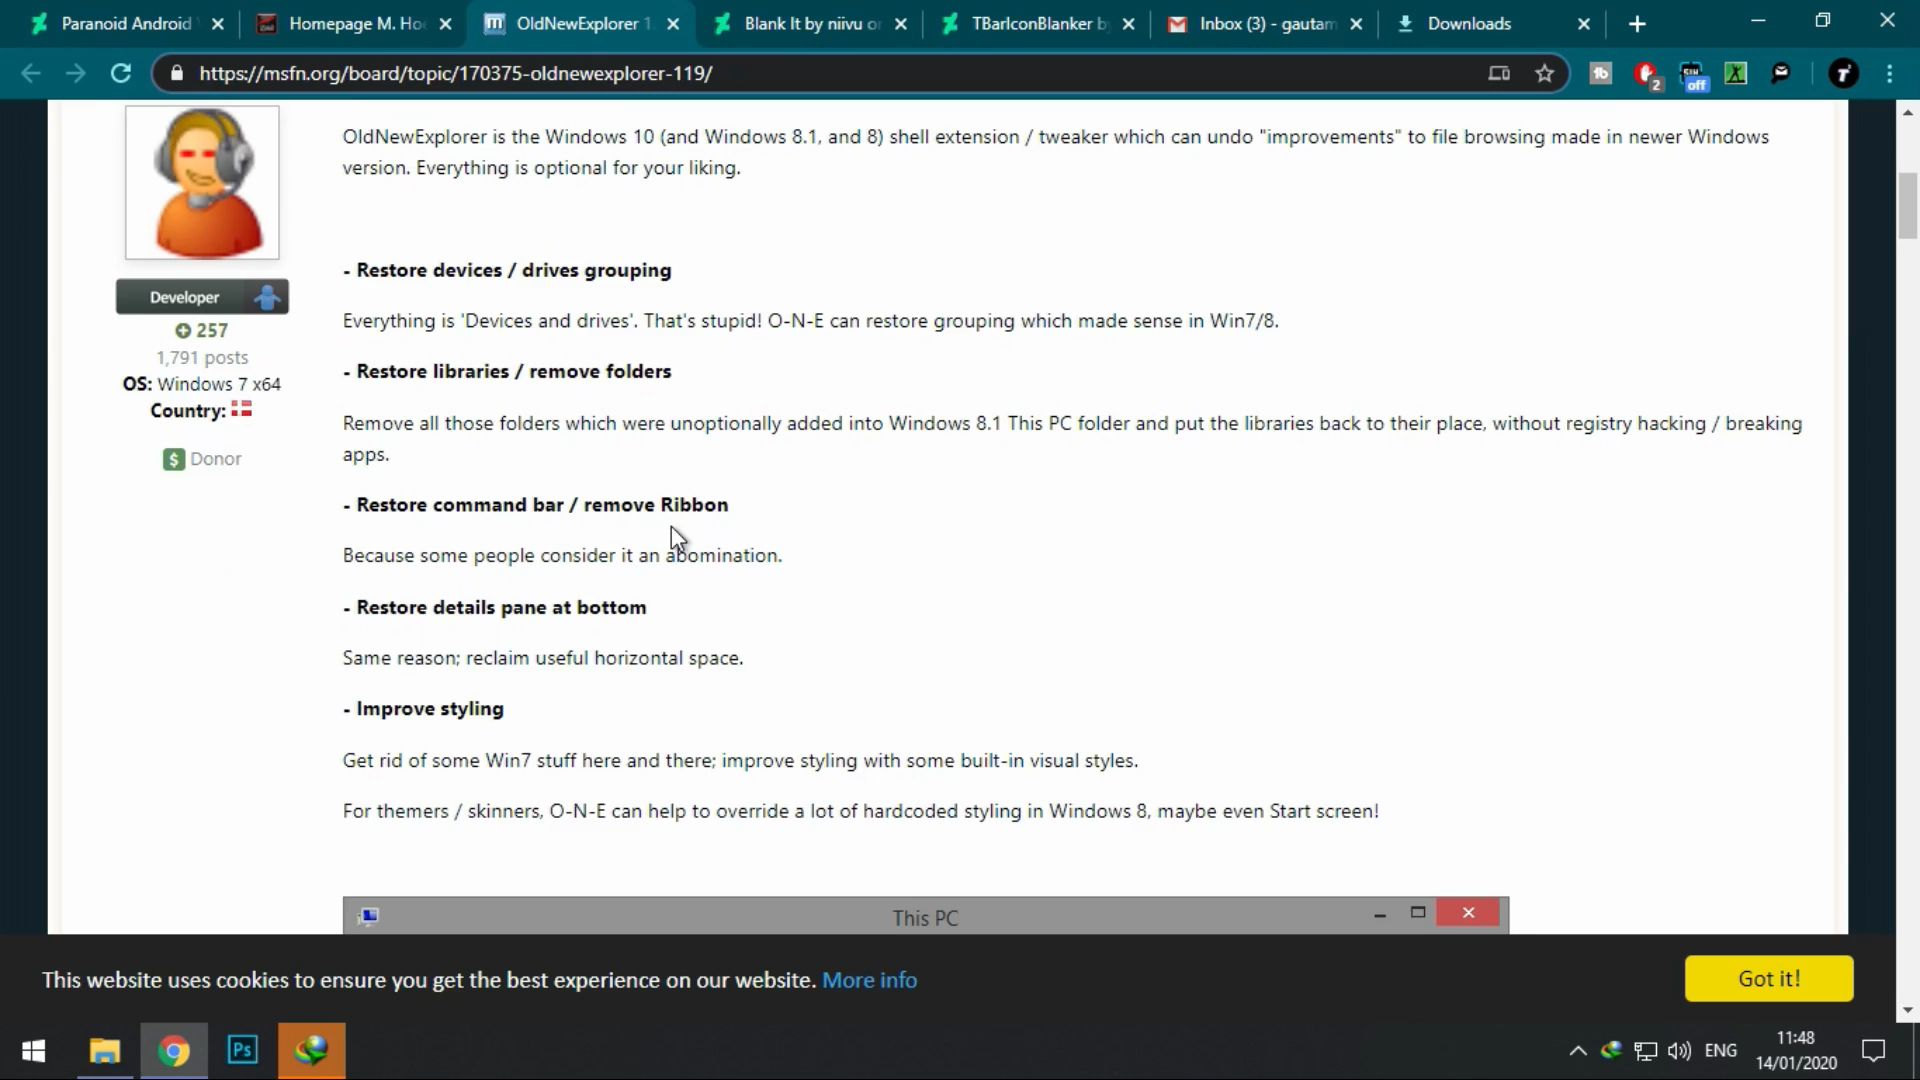 Paranoid Android
Homepage M. Ho
OldNewExplorer 1.
Blank It by niivu or
TBarIconBlanker by
Inbox (3) - gautam
Downloads
https://msfn.org/board/topic/170375-oldnewexplorer-119/
2
off
OldNewExplorer is the Windows 10 (and Windows 8.1, and 8) shell extension / tweaker which can undo "improvements" to file browsing made in newer Windows
version. Everything is optional for your liking.
- Restore devices / drives grouping
Developer
Everything is 'Devices and drives'. That's stupid! O-N-E can restore grouping which made sense in Win7/8.
257
1,791 posts
- Restore libraries / remove folders
OS: Windows 7 x64
Country:
Remove all those folders which were unoptionally added into Windows 8.1 This PC folder and put the libraries back to their place, without registry hacking / breaking
apps.
$ Donor
- Restore command bar / remove Ribbon
Because some people consider it an abomination.
- Restore details pane at bottom
Same reason; reclaim useful horizontal space.
- Improve styling
Get rid of some Win7 stuff here and there; improve styling with some built-in visual styles.
For themers / skinners, O-N-E can help to override a lot of hardcoded styling in Windows 8, maybe even Start screen!
This PC
This website uses cookies to ensure you get the best experience on our website. More info
Got it!
Ps
ENG
11:48
14/01/2020